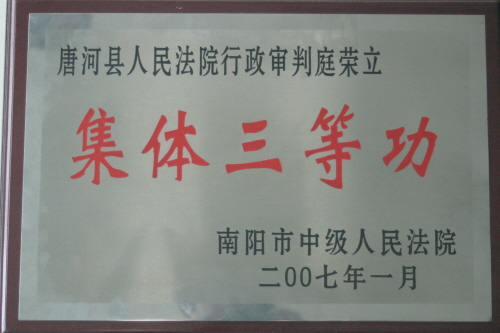 唐河县人民法院行政审判庭荣立
集体三等功
南阳市中级人民法院
二00七年一月